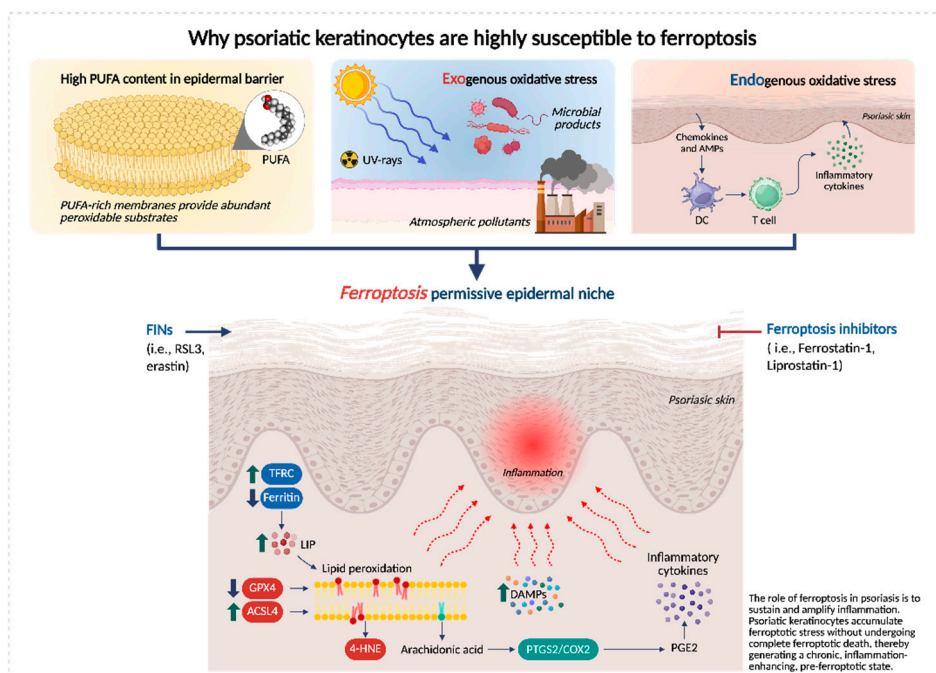 Why psoriatic keratinocytes are highly susceptible to ferroptosis
High PUFA content in epidermal barrier
PUFA
PUFA-rich membranes provide abundant
peroxidable substrates
Exogenous oxidative stress
Microbial
products
UV-rays
Atmospheric pollutants
Endogenous oxidative stress
Psoriasic skin
Chemokines
and AMPs
Inflammatory
cytokines
DC
T cell
Ferroptosis permissive epidermal niche
FINs
(i.e., RSL3,
erastin)
Ferroptosis inhibitors
( i.e., Ferrostatin-1,
Liprostatin-1)
Psoriasic skin
Inflammation
TFRC
Ferritin
LIP
Lipid peroxidation
GPX4
ACSL4
4-HNE
Arachidonic acid
PTGS2/COX2
PGE2
DAMPs
Inflammatory
cytokines
The role of ferroptosis in psoriasis is to
sustain and amplify inflammation.
Psoriatic keratinocytes accumulate
ferroptotic stress without undergoing
complete ferroptotic death, thereby
generating a chronic, inflammation-
enhancing, pre-ferroptotic state.